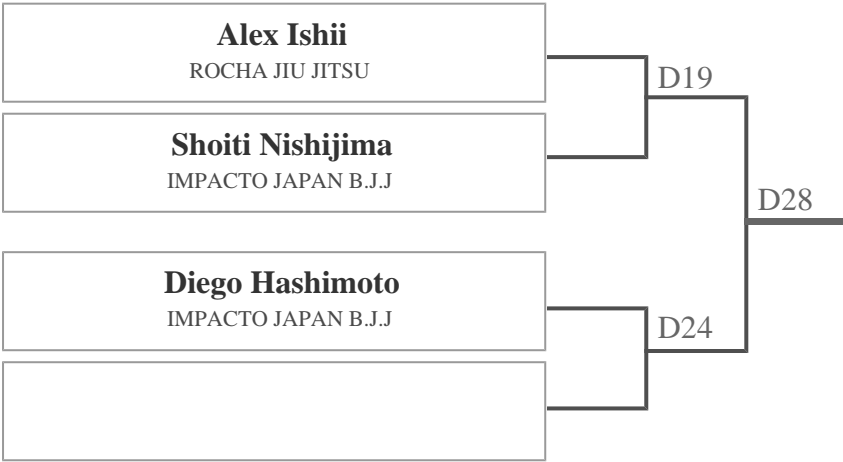 Alex Ishii
ROCHA JIU JITSU
D19
Shoiti Nishijima
IMPACTO JAPAN B.J.J
D28
Diego Hashimoto
IMPACTO JAPAN B.J.J
D24